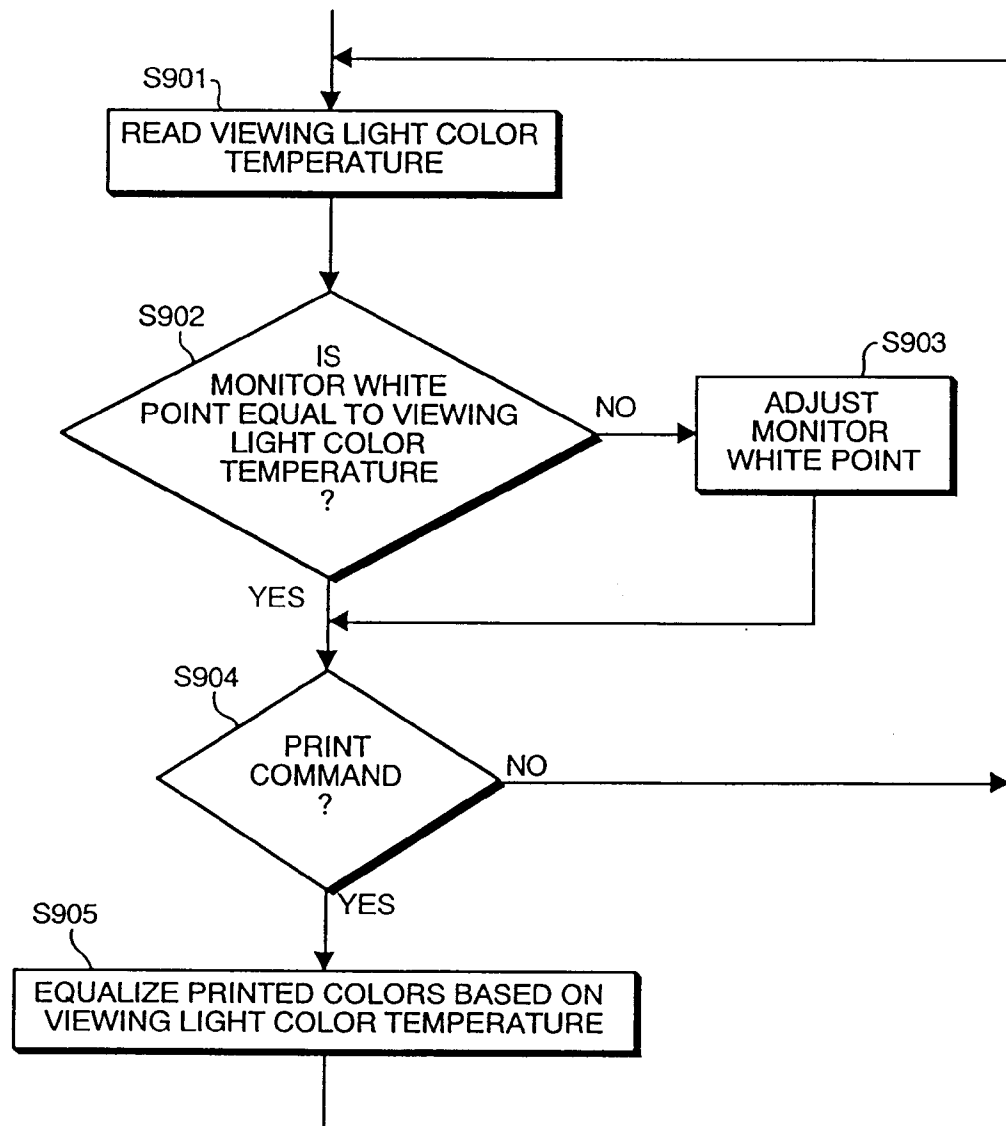 S901
READ VIEWING LIGHT COLOR
TEMPERATURE
S902
IS
MONITOR WHITE
POINT EQUAL TO VIEWING
LIGHT COLOR
TEMPERATURE
?
NO
S903
ADJUST
MONITOR
WHITE POINT
YES
S904
PRINT
COMMAND
?
NO
YES
S905
EQUALIZE PRINTED COLORS BASED ON
VIEWING LIGHT COLOR TEMPERATURE